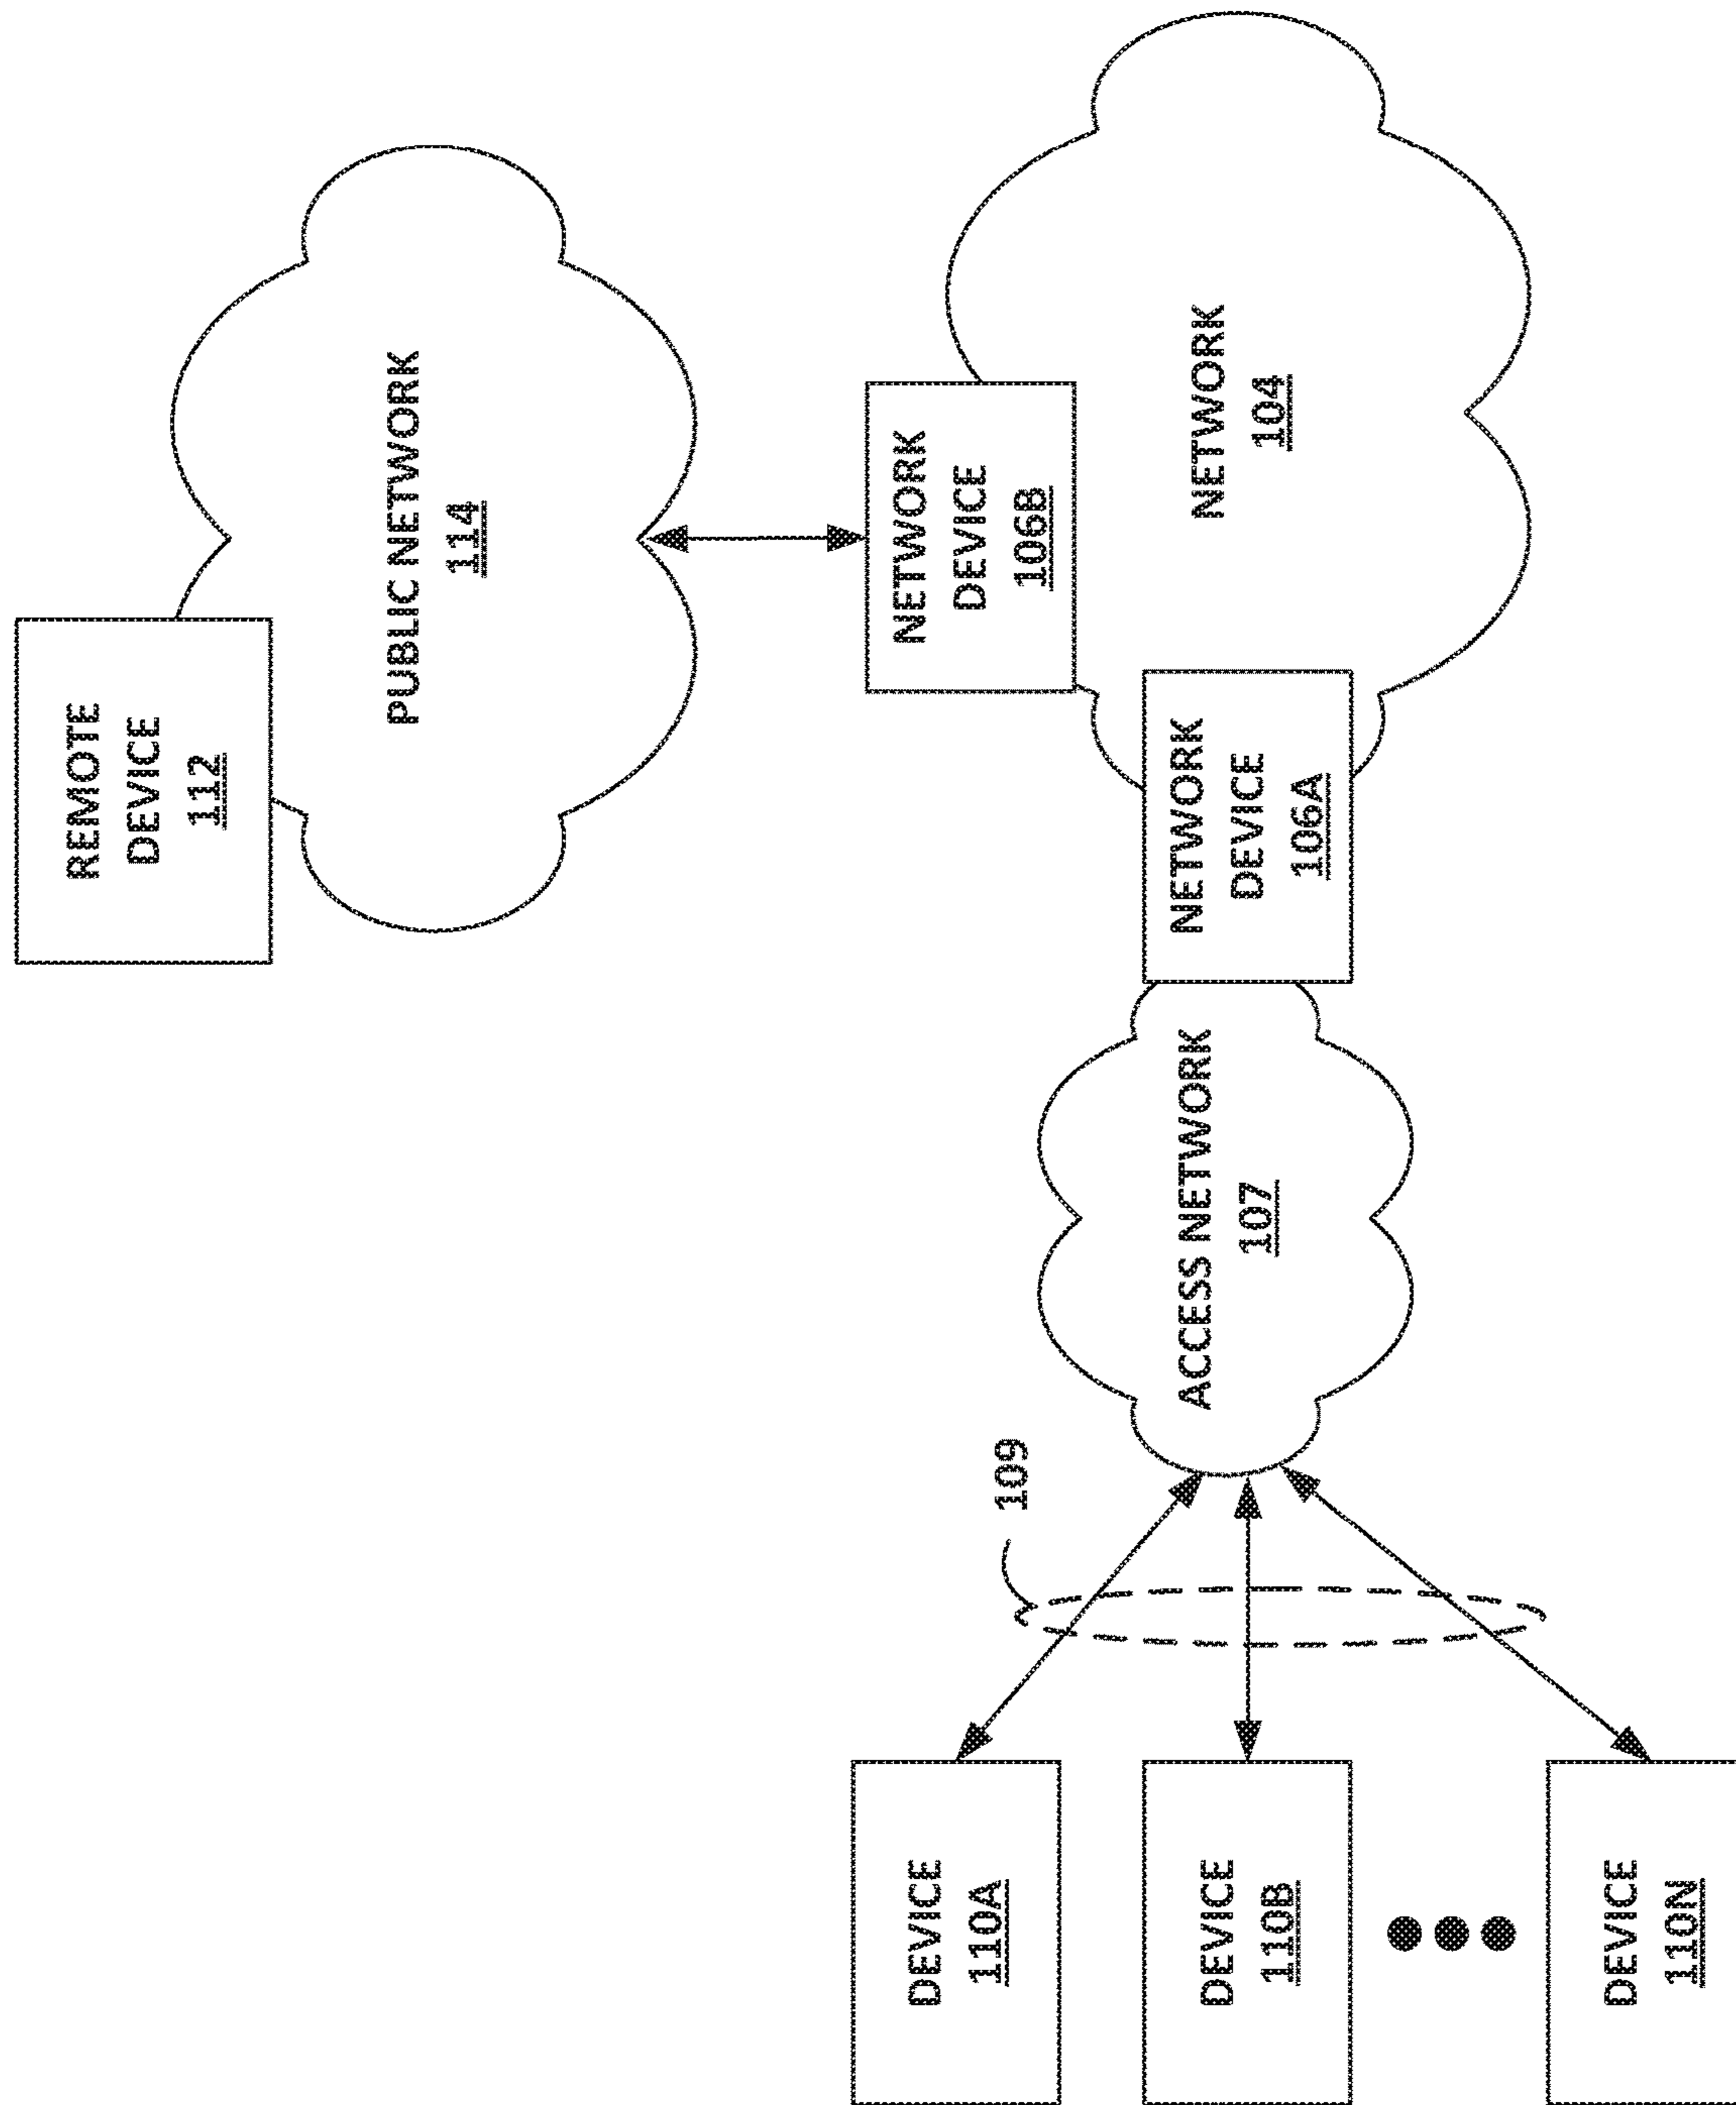 REMOTE
DEVICE
112
PUBLIC NETWORK
114
NETWORK
DEVICE
106B
NETWORK
104
NETWORK
DEVICE
106A
ACCESS NETWORK
107
109
DEVICE
110A
DEVICE
110B
DEVICE
110N